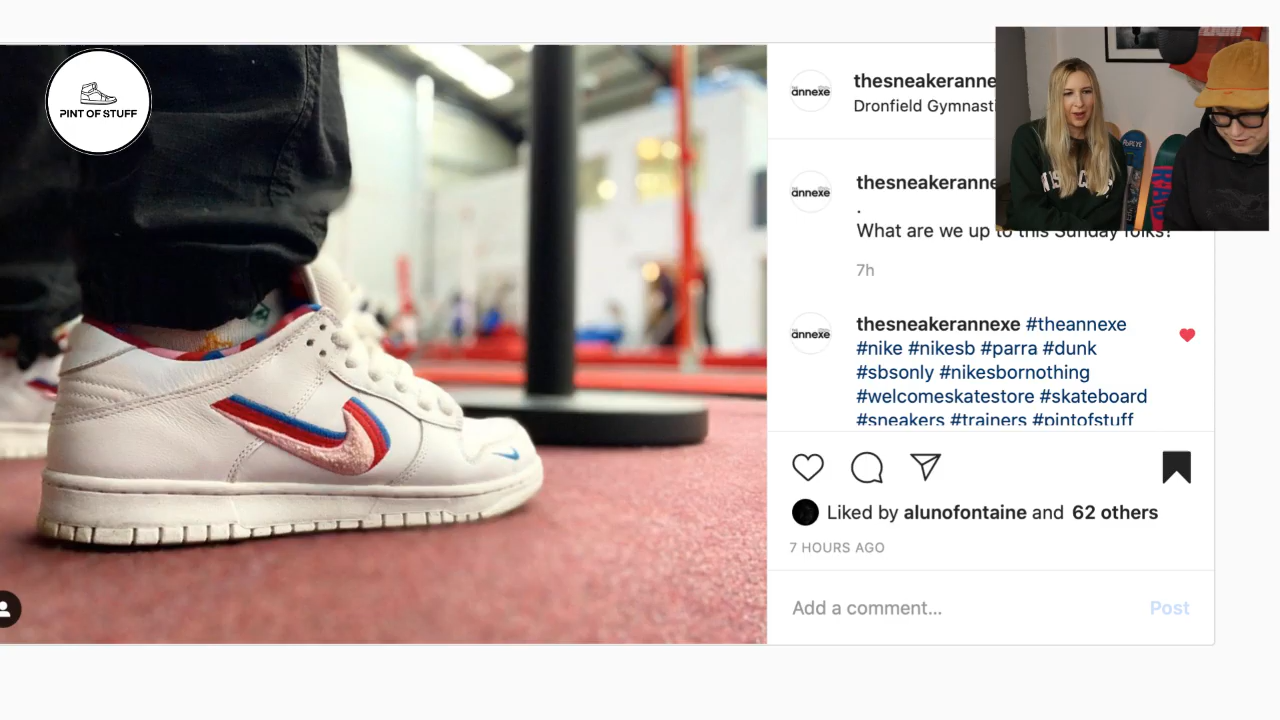 PINT OF STUFF
annexe
thesneakeranne
Dronfield Gymnasti
annexe
thesneakeranne
.
What are we up to this Sunday folks?
7h
annexe
thesneakerannexe #theannexe
#nike #nikesb #parra #dunk
#sbsonly #nikesbornothing
#welcomeskatestore #skateboard
#sneakers #trainers #pintofstuff
Liked by alunofontaine and 62 others
7 HOURS AGO
Add a comment...
Post